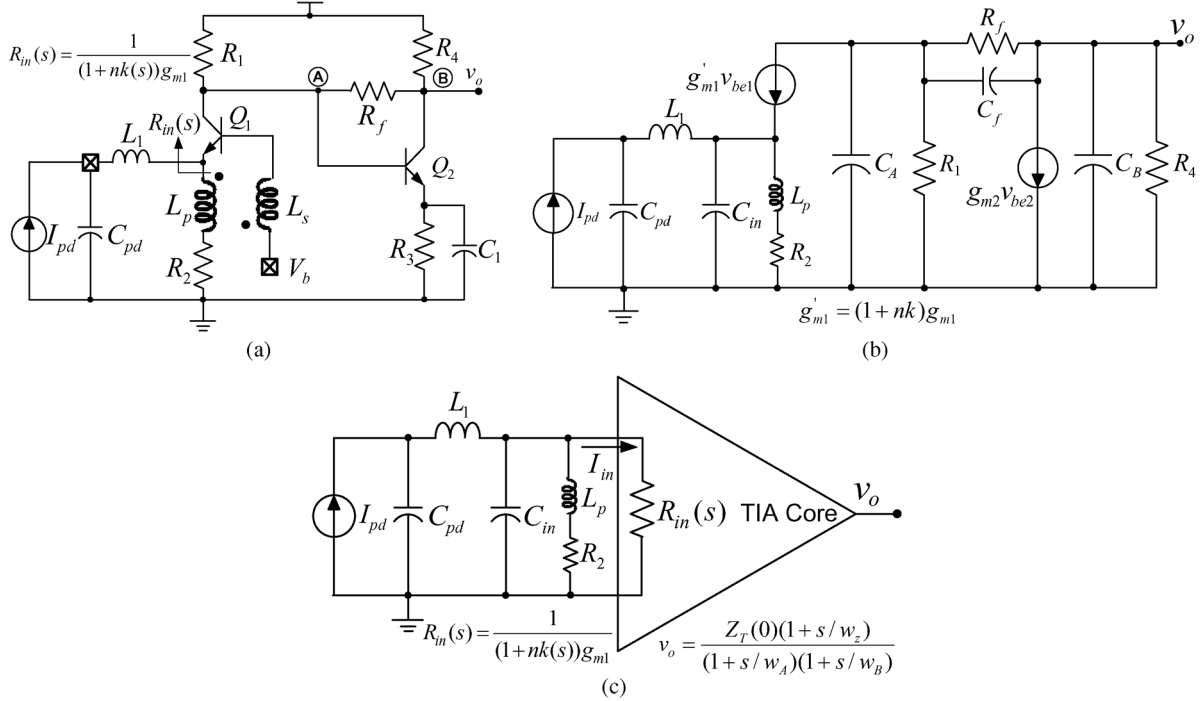 R_in(s) = 1/((1+nk(s))g_m1)
R_1
R_4
A
B
v_o
R_f
R_in(s)
Q_1
L_1
Q_2
L_p
L_s
I_pd
C_pd
R_2
V_b
R_3
C_1
(a)
R_f
v_o
g'_m1 v_be1
C_f
L_1
C_A
R_1
I_pd
C_pd
C_in
L_p
R_2
g_m2 v_be2
C_B
R_4
g'_m1 = (1+nk)g_m1
(b)
L_1
I_in
I_pd
C_pd
C_in
L_p
R_2
R_in(s)
TIA Core
v_o
R_in(s) = 1/((1+nk(s))g_m1)
v_o = Z_T(0)(1+s/w_z)/((1+s/w_A)(1+s/w_B))
(c)